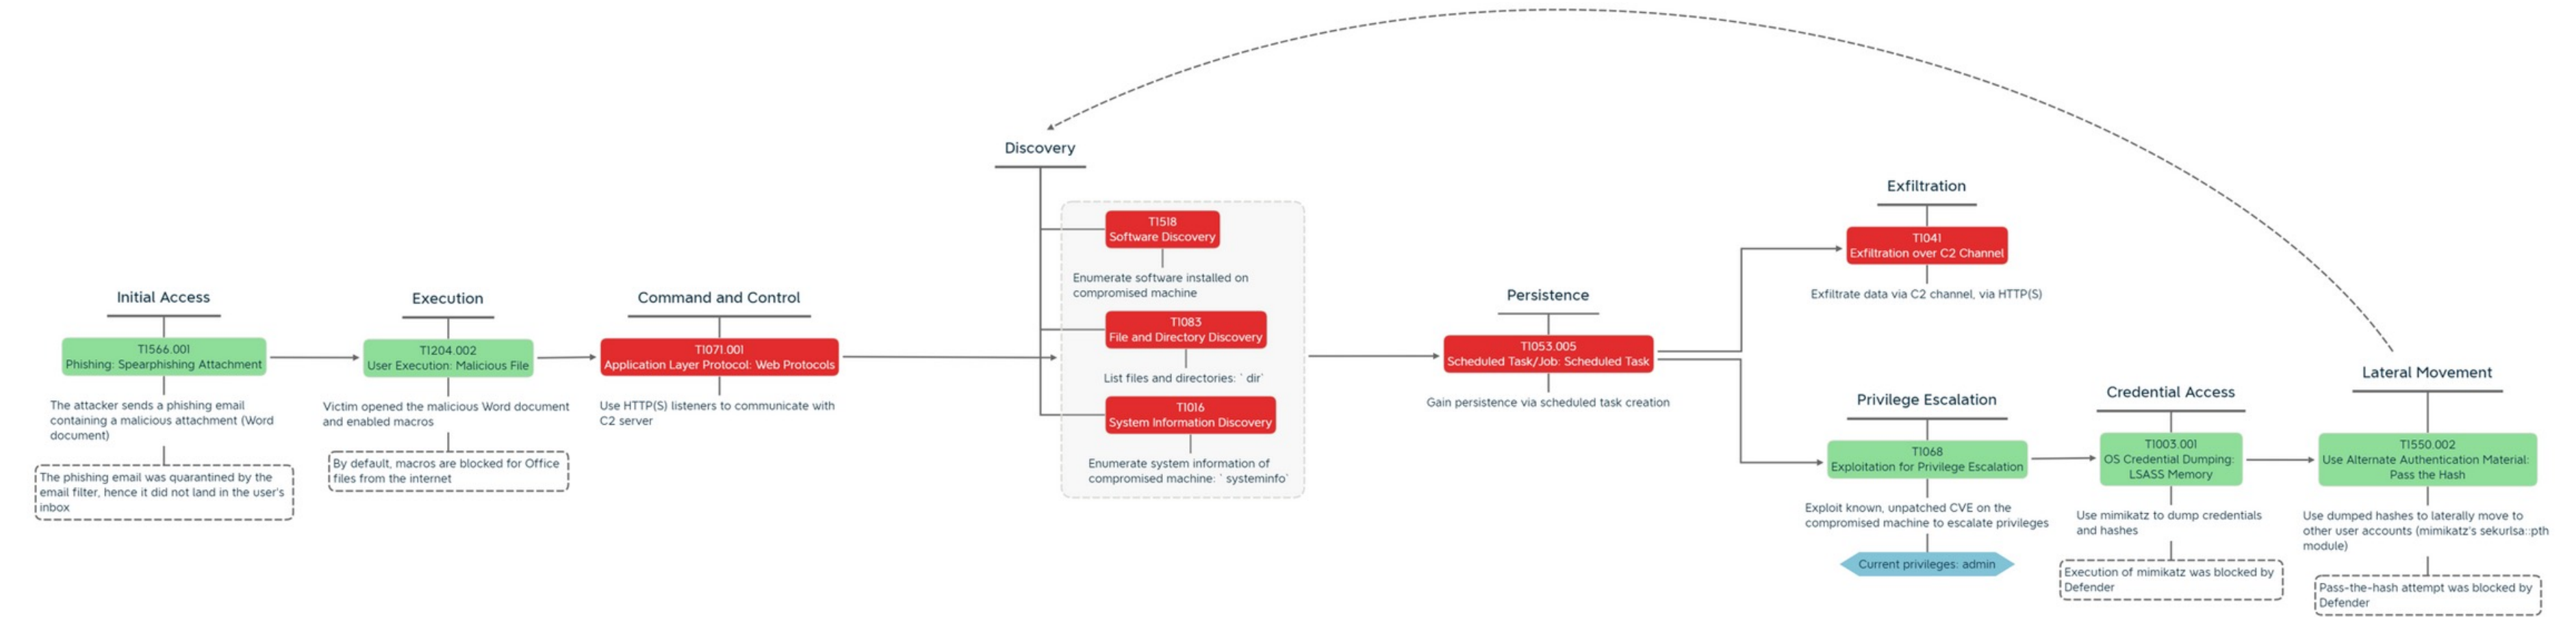 Initial Access
T1566.001
Phishing: Spearphishing Attachment
The attacker sends a phishing email
containing a malicious attachment (Word
document)
The phishing email was quarantined by the
email filter, hence it did not land in the user's
inbox
Execution
T1204.002
User Execution: Malicious File
Victim opened the malicious Word document
and enabled macros
By default, macros are blocked for Office
files from the internet
Command and Control
T1071.001
Application Layer Protocol: Web Protocols
Use HTTP(S) listeners to communicate with
C2 server
Discovery
T1518
Software Discovery
Enumerate software installed on
compromised machine
T1083
File and Directory Discovery
List files and directories: ` dir`
T1016
System Information Discovery
Enumerate system information of
compromised machine: ` systeminfo`
Persistence
T1053.005
Scheduled Task/Job: Scheduled Task
Gain persistence via scheduled task creation
Exfiltration
T1041
Exfiltration over C2 Channel
Exfiltrate data via C2 channel, via HTTP(S)
Privilege Escalation
T1068
Exploitation for Privilege Escalation
Exploit known, unpatched CVE on the
compromised machine to escalate privileges
Current privileges: admin
Credential Access
T1003.001
OS Credential Dumping:
LSASS Memory
Use mimikatz to dump credentials
and hashes
Execution of mimikatz was blocked by
Defender
Lateral Movement
T1550.002
Use Alternate Authentication Material:
Pass the Hash
Use dumped hashes to laterally move to
other user accounts (mimikatz's sekurlsa::pth
module)
Pass-the-hash attempt was blocked by
Defender